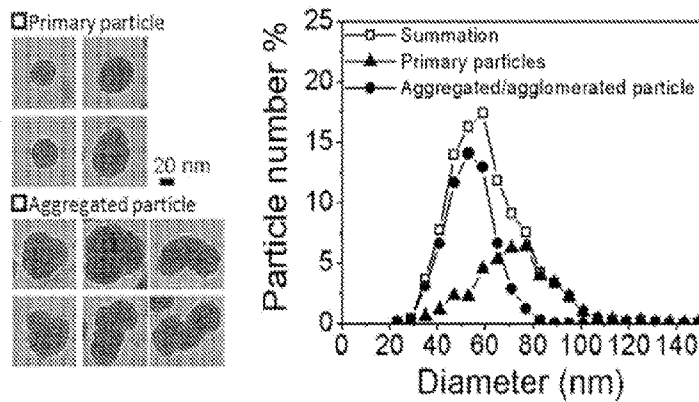 Primary particle
20 nm
Aggregated particle
Particle number %
25
20
15
10
5
0
Summation
Primary particles
Aggregated/agglomerated particle
0 20 40 60 80 100 120 140
Diameter (nm)